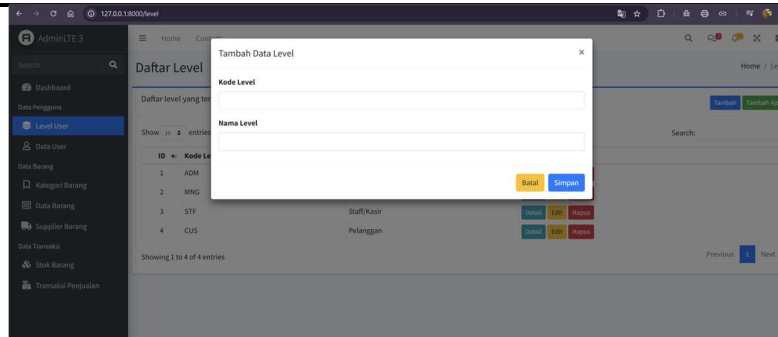 127.0.0.1:8000/level
AdminLTE 3
Home
Search
Dashboard
Data Pengguna
Level User
Data User
Data Barang
Kategori Barang
Data Barang
Supplier Barang
Data Transaksi
Stok Barang
Transaksi Penjualan
Daftar Level
Home /
Daftar level yang
Tambah
Tambah
Show 10 entries
Search:
ID Kode
1 ADM
2 MNG
3 STF Staff/Kasir Detail Edit Hapus
4 CUS Pelanggan Detail Edit Hapus
Showing 1 to 4 of 4 entries
Previous 1 Next
Tambah Data Level ×
Kode Level
Nama Level
Batal Simpan